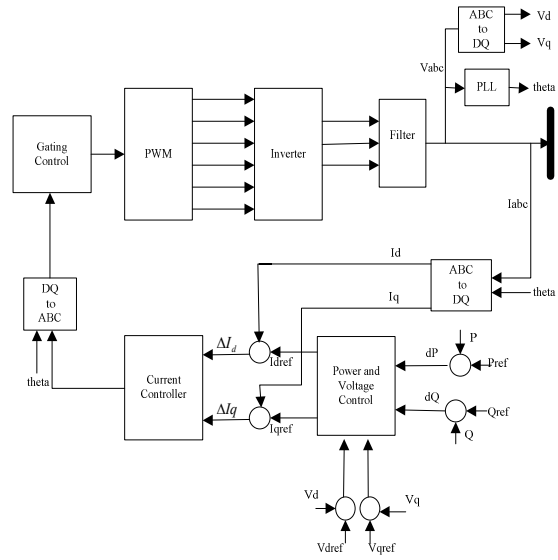 ABC
to
DQ
Vd
Vq
Vabc
PLL
theta
Gating
Control
PWM
Inverter
Filter
Iabc
Id
ABC
to
DQ
Iq
theta
DQ
to
ABC
theta
ΔId
Idref
Current
Controller
ΔIq
Iqref
Power and
Voltage
Control
P
dP
Pref
dQ
Qref
Q
Vd
Vq
Vdref
Vqref